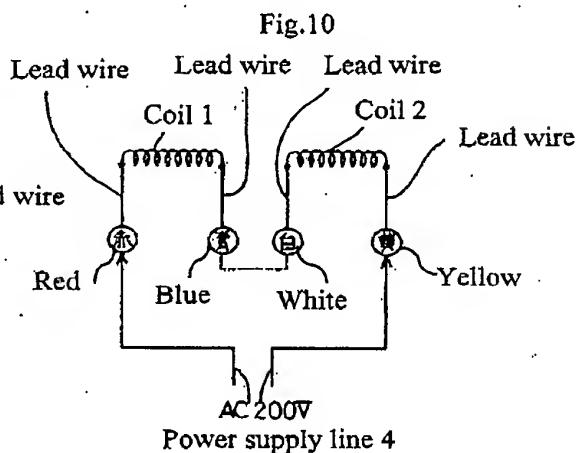 Fig.10
Lead wire
Lead wire
Lead wire
Coil 1
Coil 2
Lead wire
d wire
赤
青
白
黄
Red
Blue
White
Yellow
AC 200V
Power supply line 4